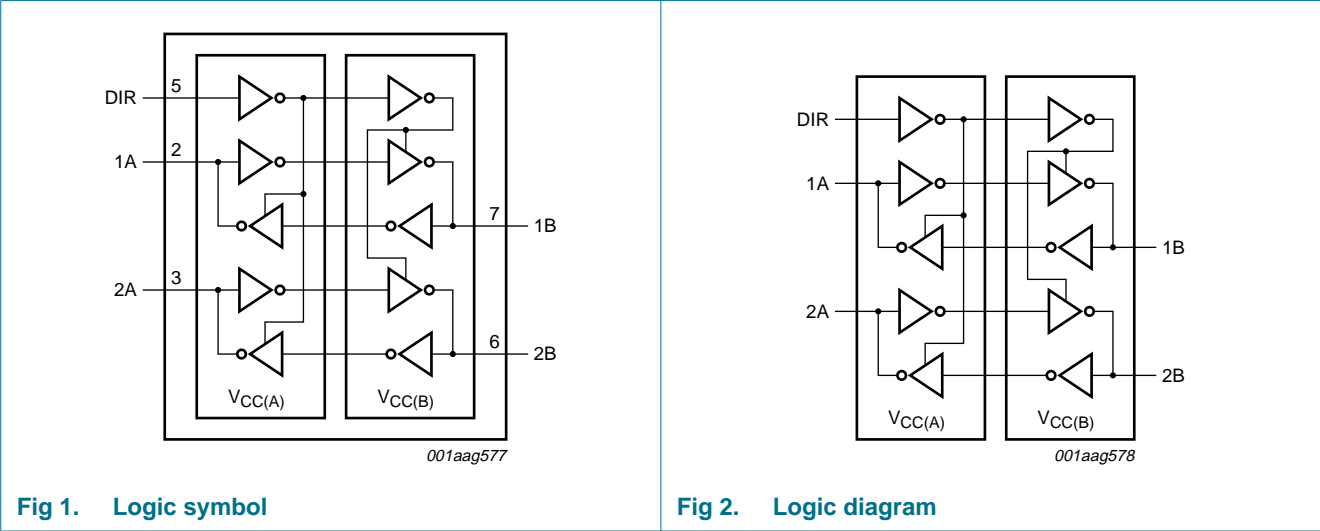 DIR 5
1A 2
7 1B
2A 3
6 2B
VCC(A) VCC(B)
001aag577
Fig 1. Logic symbol
DIR
1A
1B
2A
2B
VCC(A) VCC(B)
001aag578
Fig 2. Logic diagram